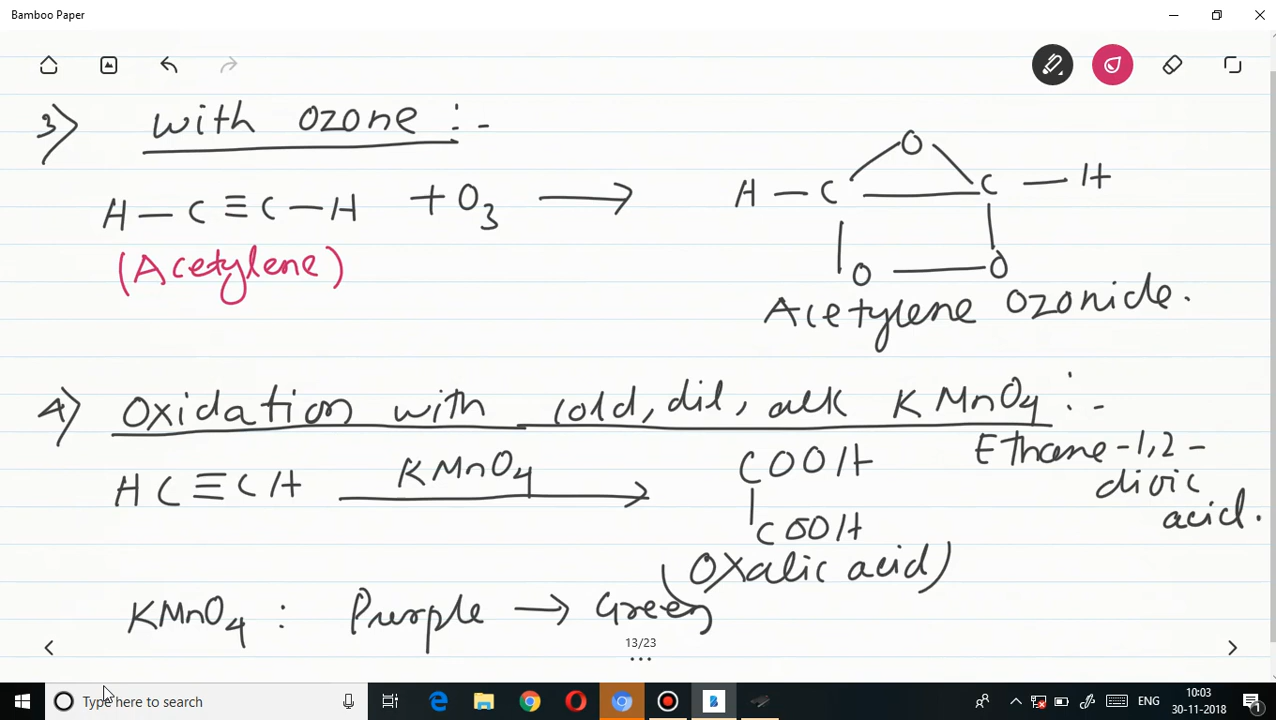 Bamboo Paper
3) with ozone :-
H — C ≡ C — H + O3 ⟶
(Acetylene)
O
H — C — C — H
O — O
Acetylene Ozonide.
4) Oxidation with cold, dil, alk KMnO4 :-
HC ≡ CH KMnO4 ⟶
COOH
COOH
(Oxalic acid)
Ethane-1,2-
dioic
acid.
KMnO4 : Purple → Green
13/23
Type here to search
ENG
10:03
30-11-2018
1